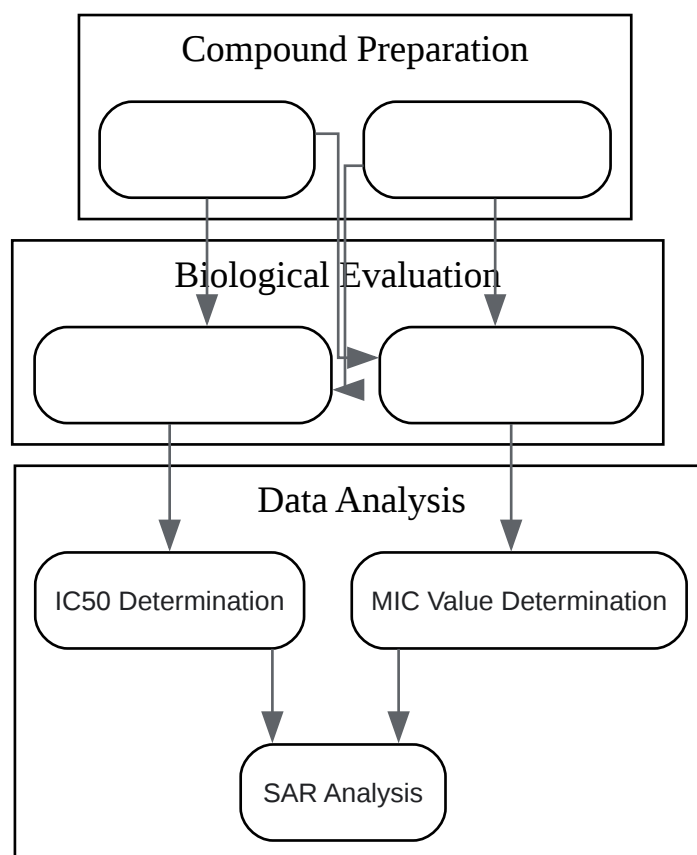 Compound Preparation
Biological Evaluation
Data Analysis
IC50 Determination
MIC Value Determination
SAR Analysis